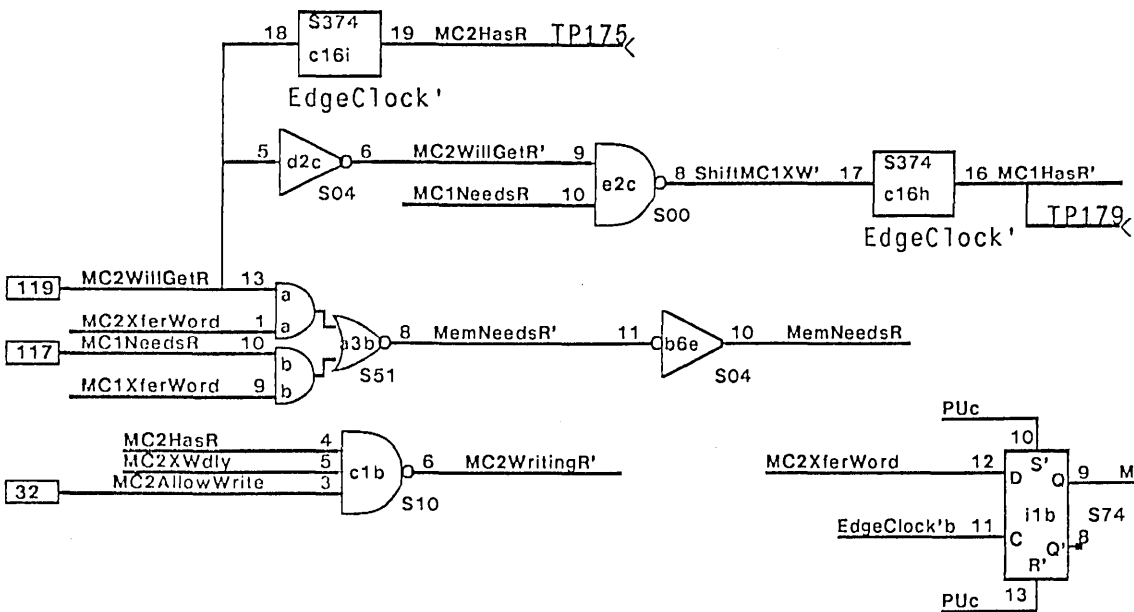 18 S374 19 MC2HasR TP175
c16i
EdgeClock'
5 d2c 6 MC2WillGetR' 9
S04
MC1NeedsR 10 e2c 8 ShiftMC1XW' 17 S374 16 MC1HasR'
S00 c16h TP179
EdgeClock'
119 MC2WillGetR 13 a
MC2XferWord 1 a
117 MC1NeedsR 10 b a3b 8 MemNeedsR' 11 b6e 10 MemNeedsR
MC1XferWord 9 b S51 S04
MC2HasR 4
MC2XWdly 5 c1b 6 MC2WritingR'
32 MC2AllowWrite 3 S10
PUc
10
MC2XferWord 12 D S' Q 9 M
i1b S74
EdgeClock'b 11 C Q' 8
R'
PUc 13